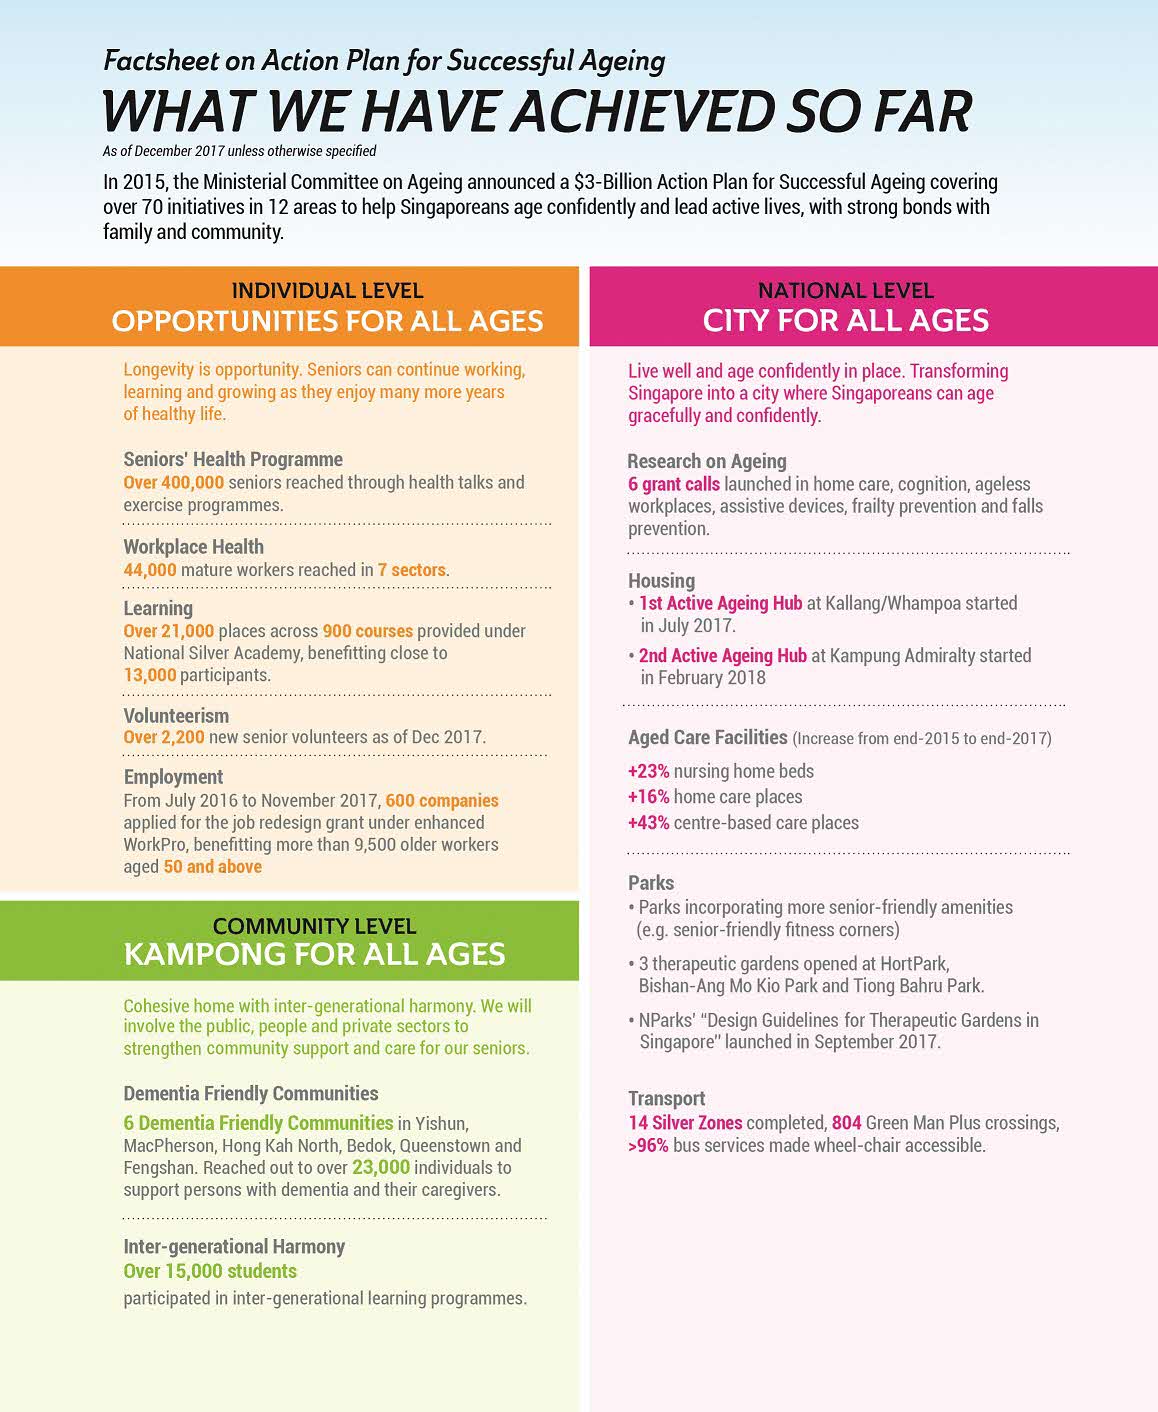 Factsheet on Action Plan for Successful Ageing
WHAT WE HAVE ACHIEVED SO FAR
As of December 2017 unless otherwise specified
In 2015, the Ministerial Committee on Ageing announced a $3-Billion Action Plan for Successful Ageing covering
over 70 initiatives in 12 areas to help Singaporeans age confidently and lead active lives, with strong bonds with
family and community.
INDIVIDUAL LEVEL
OPPORTUNITIES FOR ALL AGES
Longevity is opportunity. Seniors can continue working,
learning and growing as they enjoy many more years
of healthy life.
Seniors' Health Programme
Over 400,000 seniors reached through health talks and
exercise programmes.
Workplace Health
44,000 mature workers reached in 7 sectors.
Learning
Over 21,000 places across 900 courses provided under
National Silver Academy, benefitting close to
13,000 participants.
Volunteerism
Over 2,200 new senior volunteers as of Dec 2017.
Employment
From July 2016 to November 2017, 600 companies
applied for the job redesign grant under enhanced
WorkPro, benefitting more than 9,500 older workers
aged 50 and above
COMMUNITY LEVEL
KAMPONG FOR ALL AGES
Cohesive home with inter-generational harmony. We will
involve the public, people and private sectors to
strengthen community support and care for our seniors.
Dementia Friendly Communities
6 Dementia Friendly Communities in Yishun,
MacPherson, Hong Kah North, Bedok, Queenstown and
Fengshan. Reached out to over 23,000 individuals to
support persons with dementia and their caregivers.
Inter-generational Harmony
Over 15,000 students
participated in inter-generational learning programmes.
NATIONAL LEVEL
CITY FOR ALL AGES
Live well and age confidently in place. Transforming
Singapore into a city where Singaporeans can age
gracefully and confidently.
Research on Ageing
6 grant calls launched in home care, cognition, ageless
workplaces, assistive devices, frailty prevention and falls
prevention.
Housing
• 1st Active Ageing Hub at Kallang/Whampoa started
in July 2017.
• 2nd Active Ageing Hub at Kampung Admiralty started
in February 2018
Aged Care Facilities (Increase from end-2015 to end-2017)
+23% nursing home beds
+16% home care places
+43% centre-based care places
Parks
• Parks incorporating more senior-friendly amenities
(e.g. senior-friendly fitness corners)
• 3 therapeutic gardens opened at HortPark,
Bishan-Ang Mo Kio Park and Tiong Bahru Park.
• NParks' “Design Guidelines for Therapeutic Gardens in
Singapore” launched in September 2017.
Transport
14 Silver Zones completed, 804 Green Man Plus crossings,
>96% bus services made wheel-chair accessible.